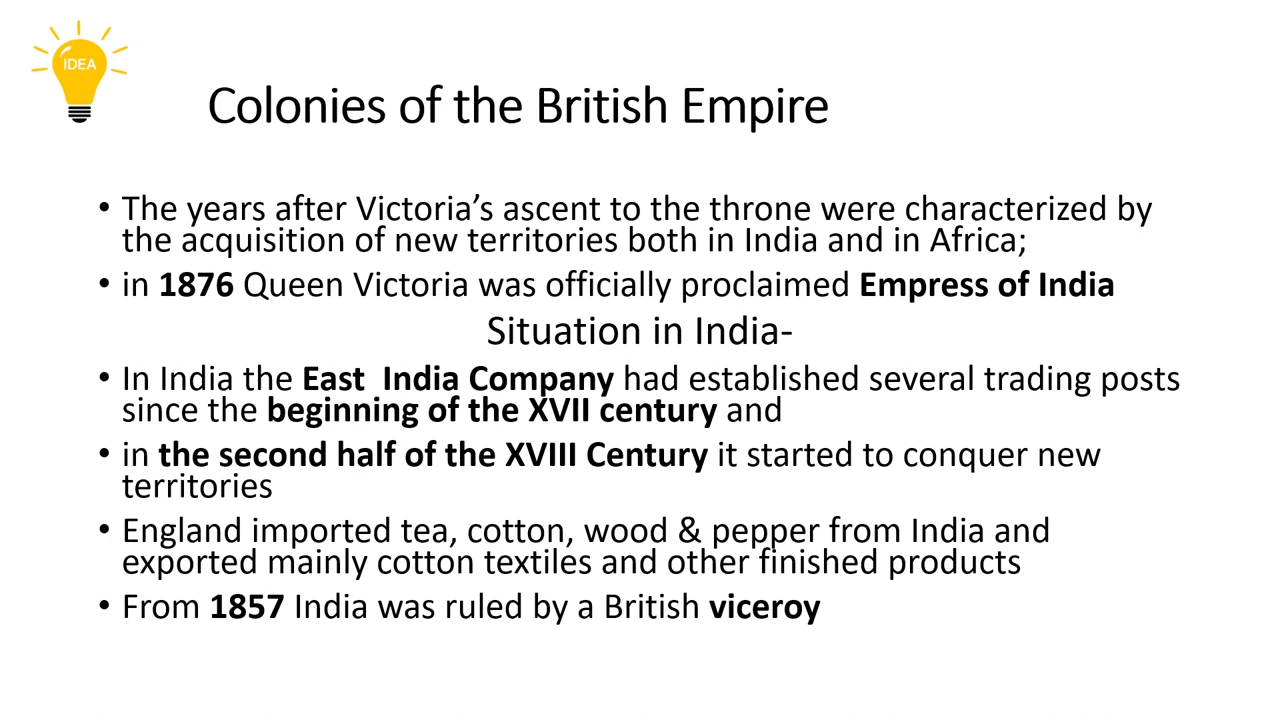 IDEA
Colonies of the British Empire
• The years after Victoria’s ascent to the throne were characterized by
the acquisition of new territories both in India and in Africa;
• in 1876 Queen Victoria was officially proclaimed Empress of India
Situation in India-
• In India the East  India Company had established several trading posts
since the beginning of the XVII century and
• in the second half of the XVIII Century it started to conquer new
territories
• England imported tea, cotton, wood & pepper from India and
exported mainly cotton textiles and other finished products
• From 1857 India was ruled by a British viceroy